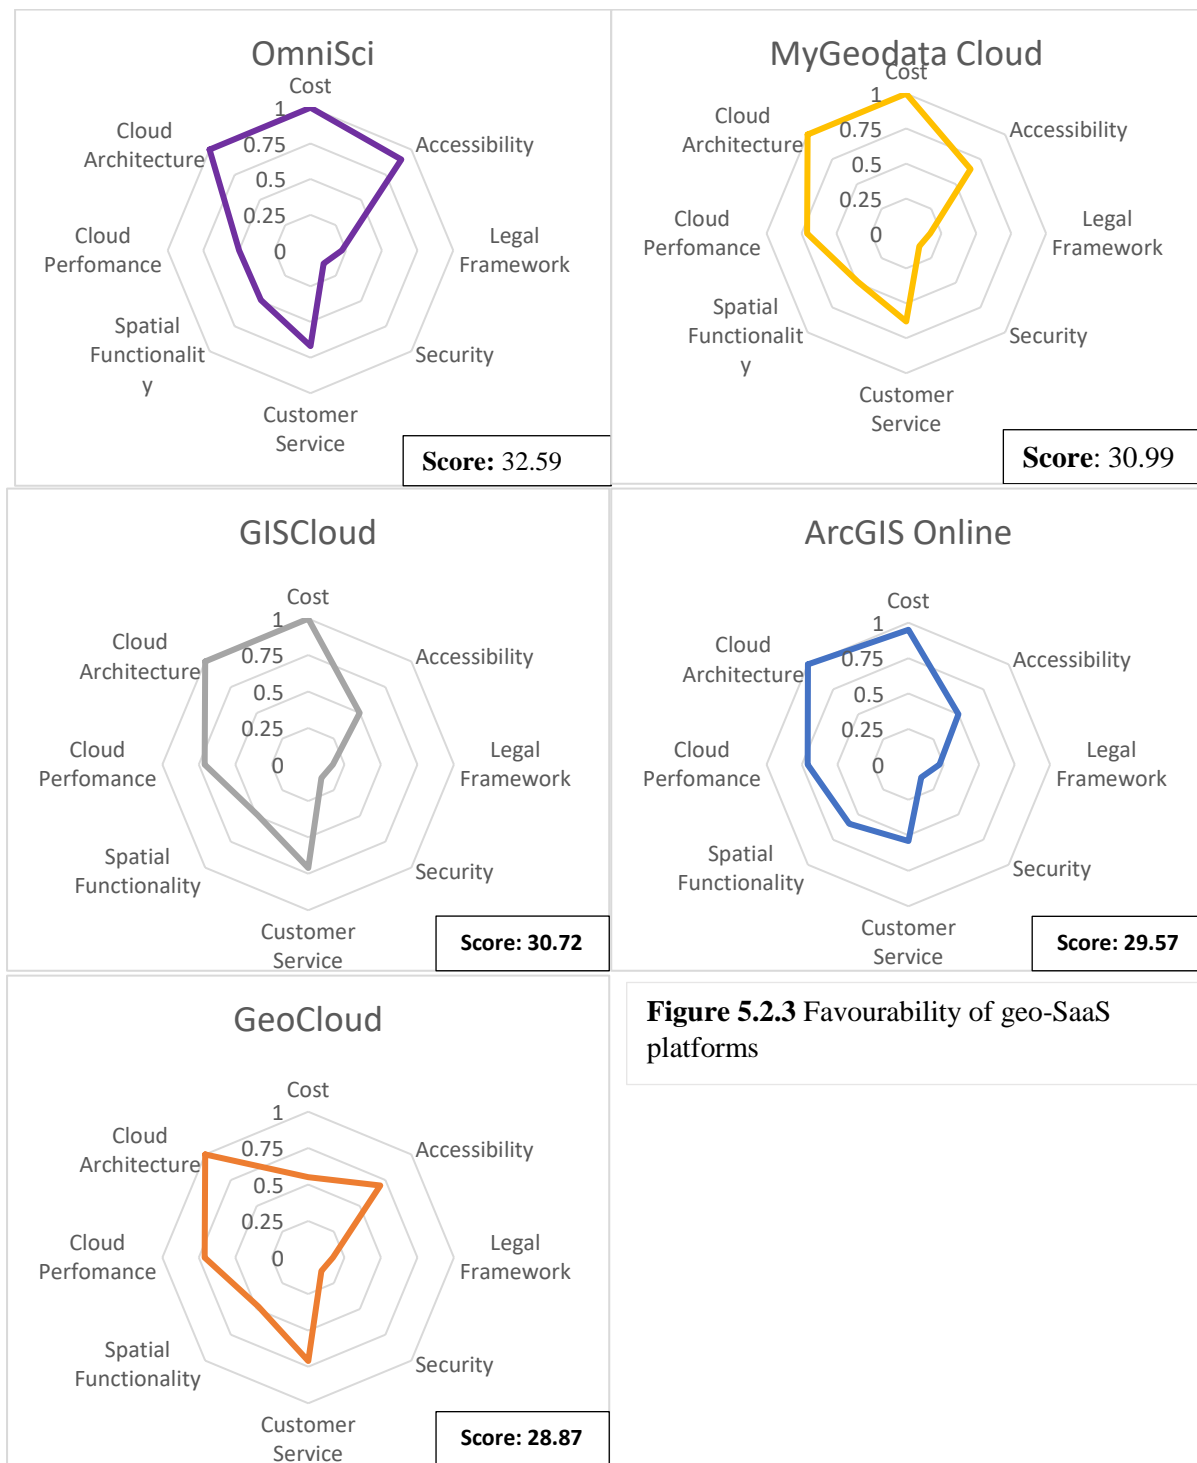 OmniSci
Cost
1
Cloud
Architecture
0.75
Accessibility
0.5
0.25
Cloud
Perfomance
0
Legal
Framework
Spatial
Functionalit
y
Security
Customer
Service
Score: 32.59
MyGeodata Cloud
Cost
1
Cloud
Architecture
0.75
Accessibility
0.5
0.25
Cloud
Perfomance
0
Legal
Framework
Spatial
Functionalit
y
Security
Customer
Service
Score: 30.99
GISCloud
Cost
1
Cloud
Architecture
0.75
Accessibility
0.5
0.25
Cloud
Perfomance
0
Legal
Framework
Spatial
Functionality
Security
Customer
Service
Score: 30.72
ArcGIS Online
Cost
1
Cloud
Architecture
0.75
Accessibility
0.5
0.25
Cloud
Perfomance
0
Legal
Framework
Spatial
Functionality
Security
Customer
Service
Score: 29.57
GeoCloud
Cost
1
Cloud
Architecture
0.75
Accessibility
0.5
0.25
Cloud
Perfomance
0
Legal
Framework
Spatial
Functionality
Security
Customer
Service
Score: 28.87
Figure 5.2.3 Favourability of geo-SaaS
platforms